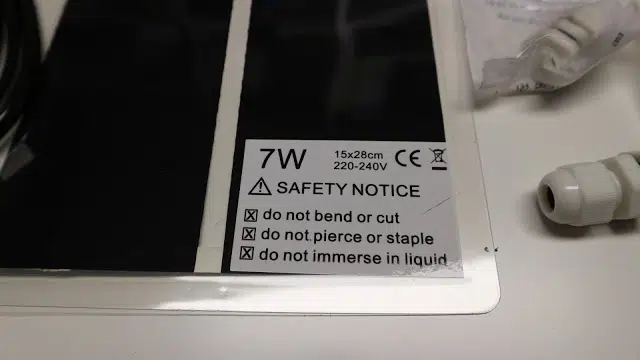 7W 15x28cm CE
220-240V
SAFETY NOTICE
do not bend or cut
do not pierce or staple
do not immerse in liquid